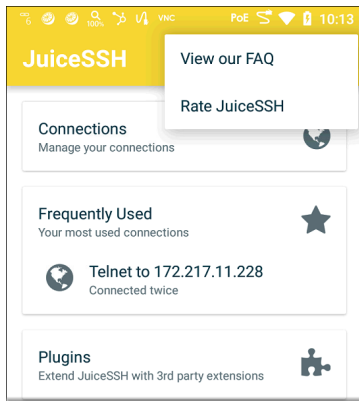 6
100%
VNC
PoE
10:13
JuiceSSH
View our FAQ
Rate JuiceSSH
Connections
Manage your connections
Frequently Used
Your most used connections
Telnet to 172.217.11.228
Connected twice
Plugins
Extend JuiceSSH with 3rd party extensions